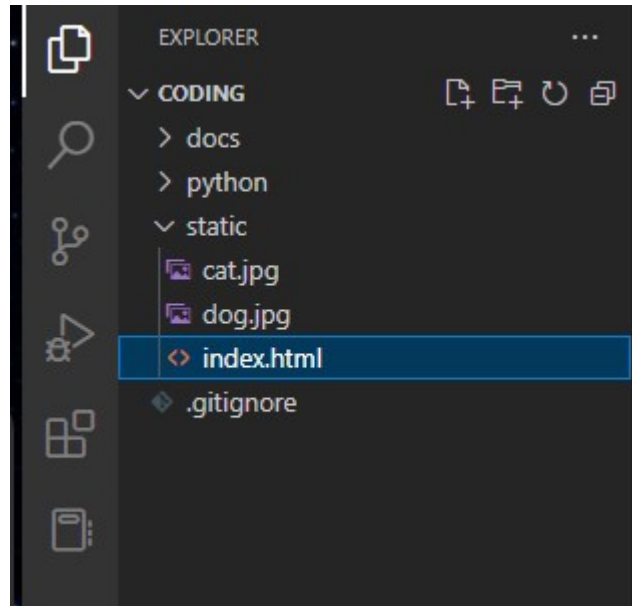 EXPLORER
CODING
docs
python
static
cat.jpg
dog.jpg
index.html
.gitignore